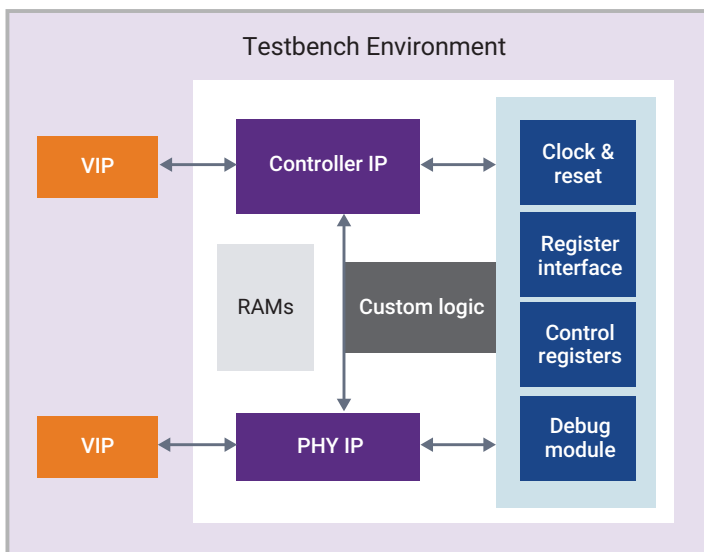 Testbench Environment
VIP
Controller IP
Clock &
reset
Register
interface
RAMs
Custom logic
Control
registers
VIP
PHY IP
Debug
module